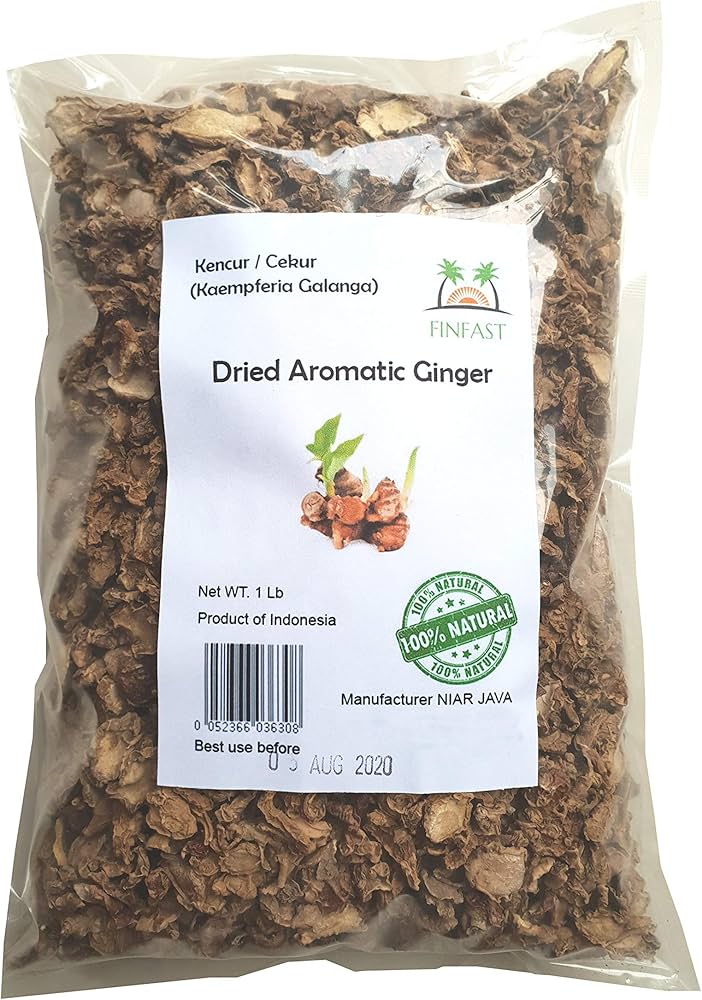 Kencur / Cekur
(Kaempferia Galanga)
FINFAST
Dried Aromatic Ginger
Net WT. 1 Lb
Product of Indonesia
100% NATURAL
100% NATURAL
100% NATURAL
Manufacturer NIAR JAVA
0 052366 036308
Best use before
AUG 2020